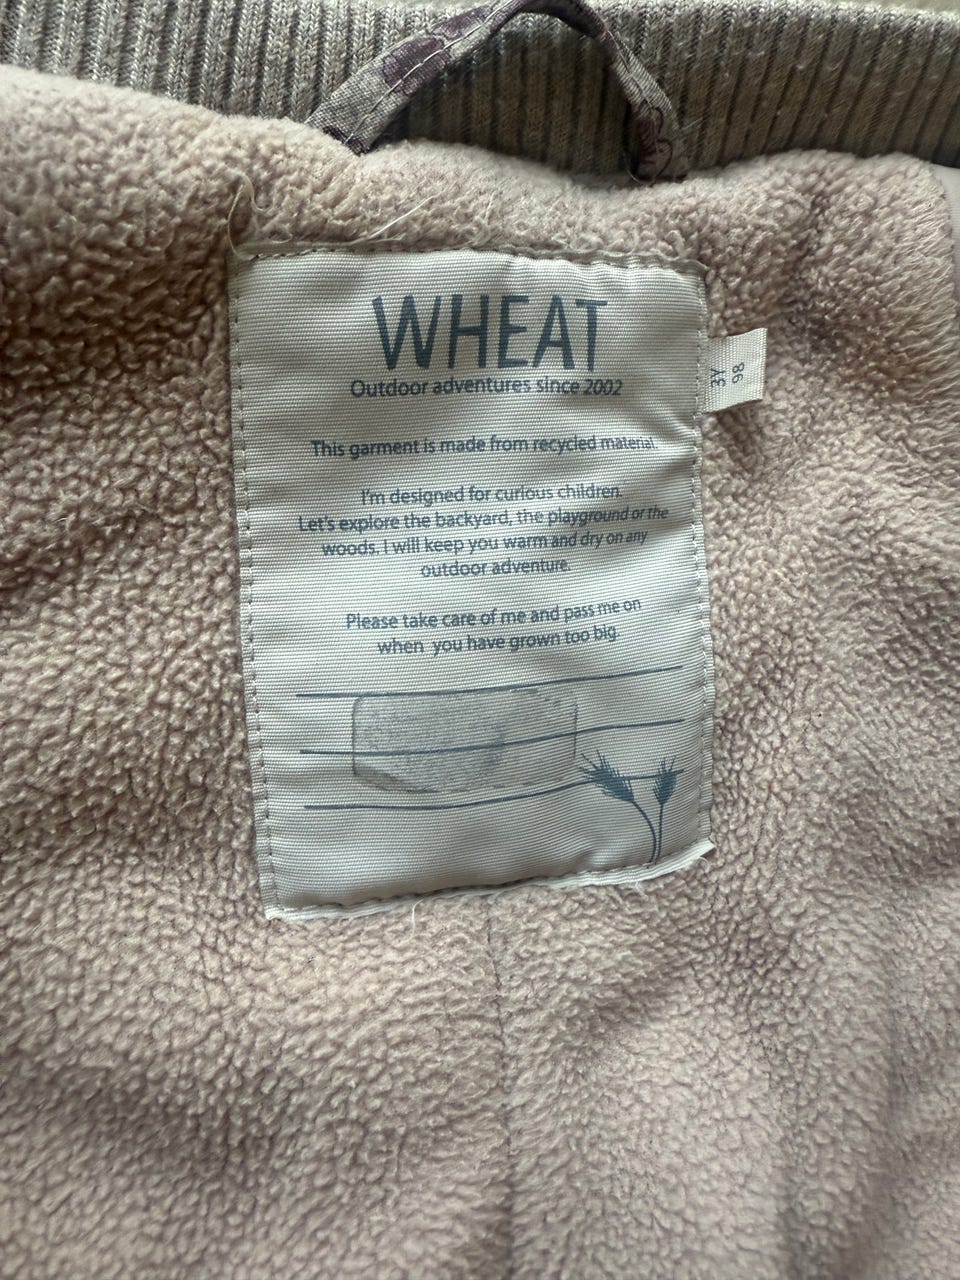 WHEAT
Outdoor adventures since 2002
This garment is made from recycled material.
I'm designed for curious children.
Let's explore the backyard, the playground or the
woods. I will keep you warm and dry on any
outdoor adventure.
Please take care of me and pass me on
when you have grown too big.
3Y
98